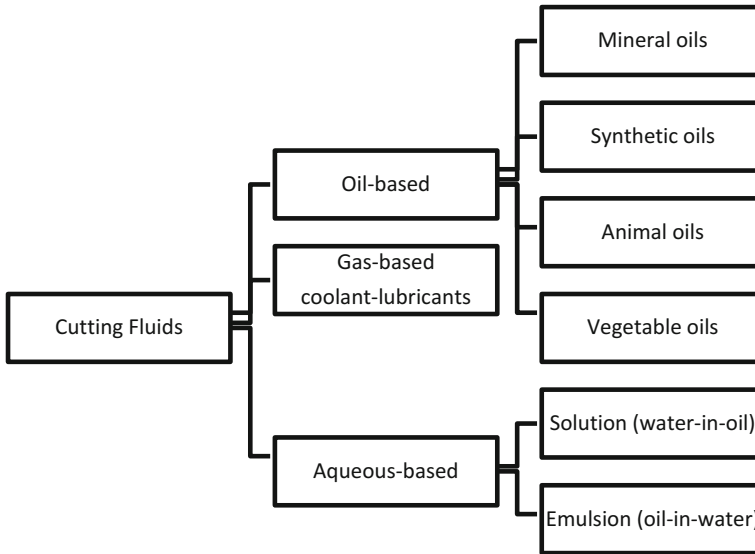 Mineral oils
Synthetic oils
Oil-based
Animal oils
Gas-based
coolant-lubricants
Cutting Fluids
Vegetable oils
Solution (water-in-oil)
Aqueous-based
Emulsion (oil-in-water)